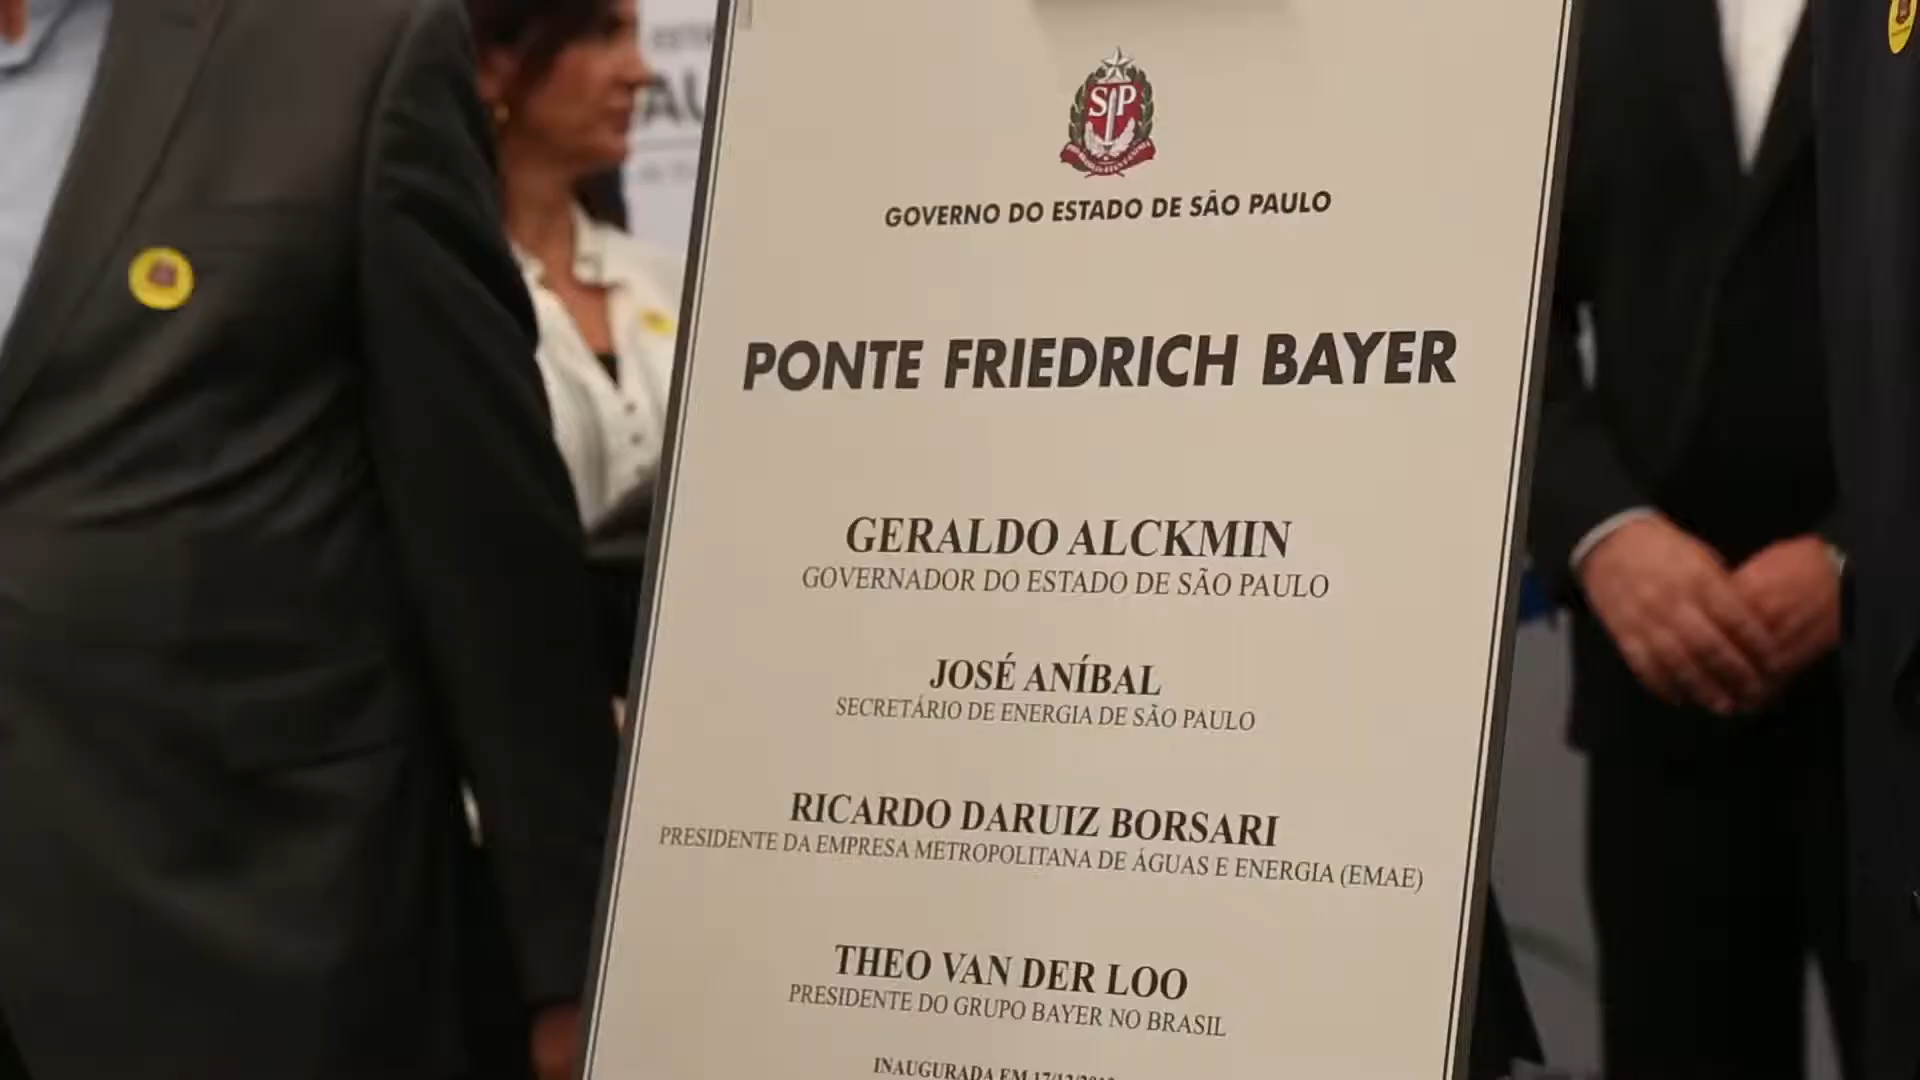 SP
GOVERNO DO ESTADO DE SÃO PAULO
PONTE FRIEDRICH BAYER
GERALDO ALCKMIN
GOVERNADOR DO ESTADO DE SÃO PAULO
JOSÉ ANÍBAL
SECRETÁRIO DE ENERGIA DE SÃO PAULO
RICARDO DARUIZ BORSARI
PRESIDENTE DA EMPRESA METROPOLITANA DE ÁGUAS E ENERGIA (EMAE)
THEO VAN DER LOO
PRESIDENTE DO GRUPO BAYER NO BRASIL
INAUGURADA EM